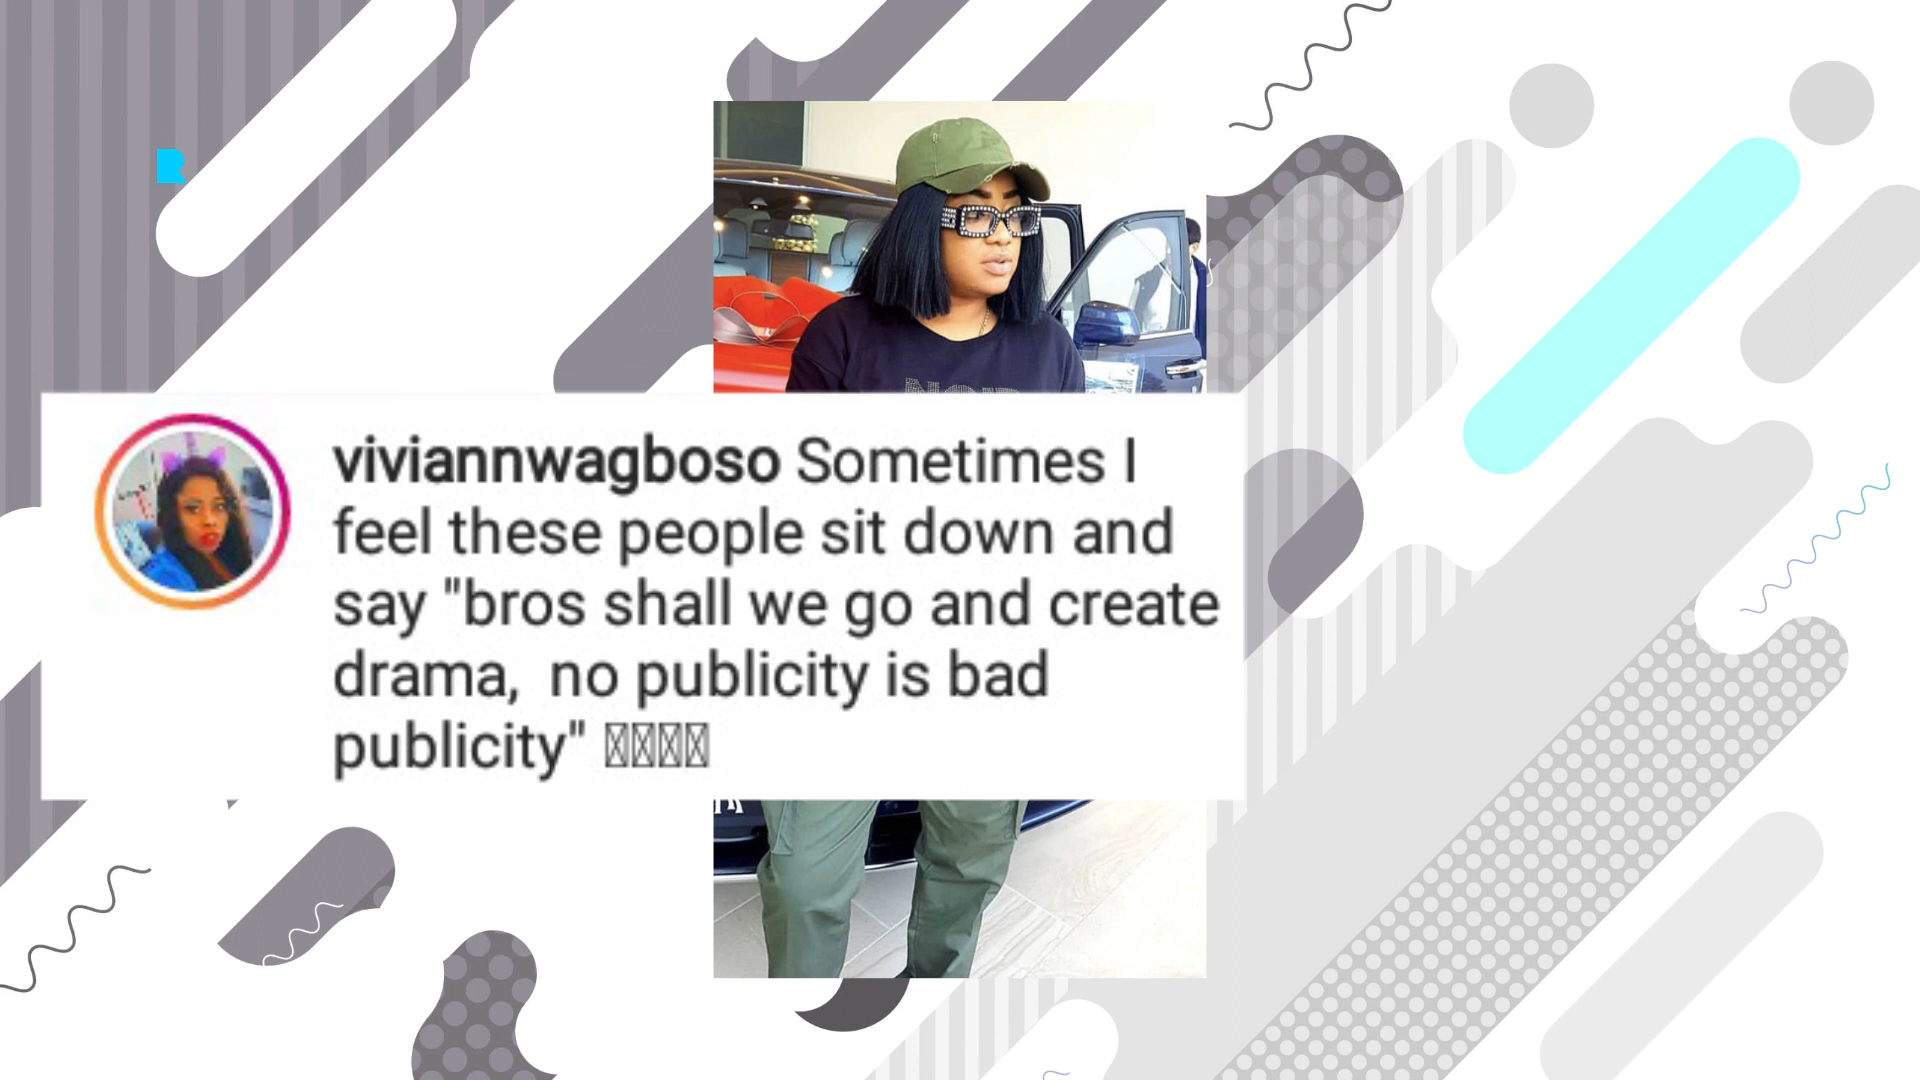 viviannwagboso Sometimes I
feel these people sit down and
say "bros shall we go and create
drama,  no publicity is bad
publicity"